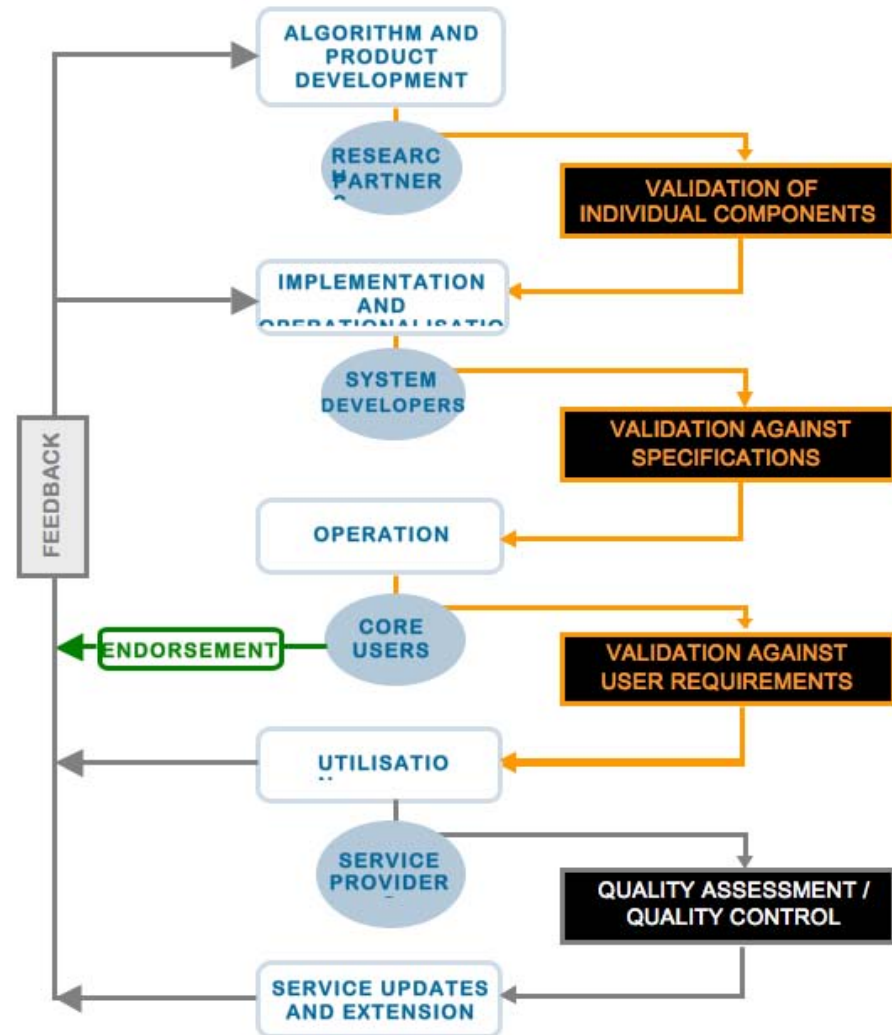 ALGORITHM AND
PRODUCT
DEVELOPMENT
RESEARC
PARTNER
VALIDATION OF
INDIVIDUAL COMPONENTS
IMPLEMENTATION
AND
OPERATIONALISATIO
SYSTEM
DEVELOPERS
VALIDATION AGAINST
SPECIFICATIONS
FEEDBACK
OPERATION
CORE
USERS
ENDORSEMENT
VALIDATION AGAINST
USER REQUIREMENTS
UTILISATIO
SERVICE
PROVIDER
QUALITY ASSESSMENT /
QUALITY CONTROL
SERVICE UPDATES
AND EXTENSION